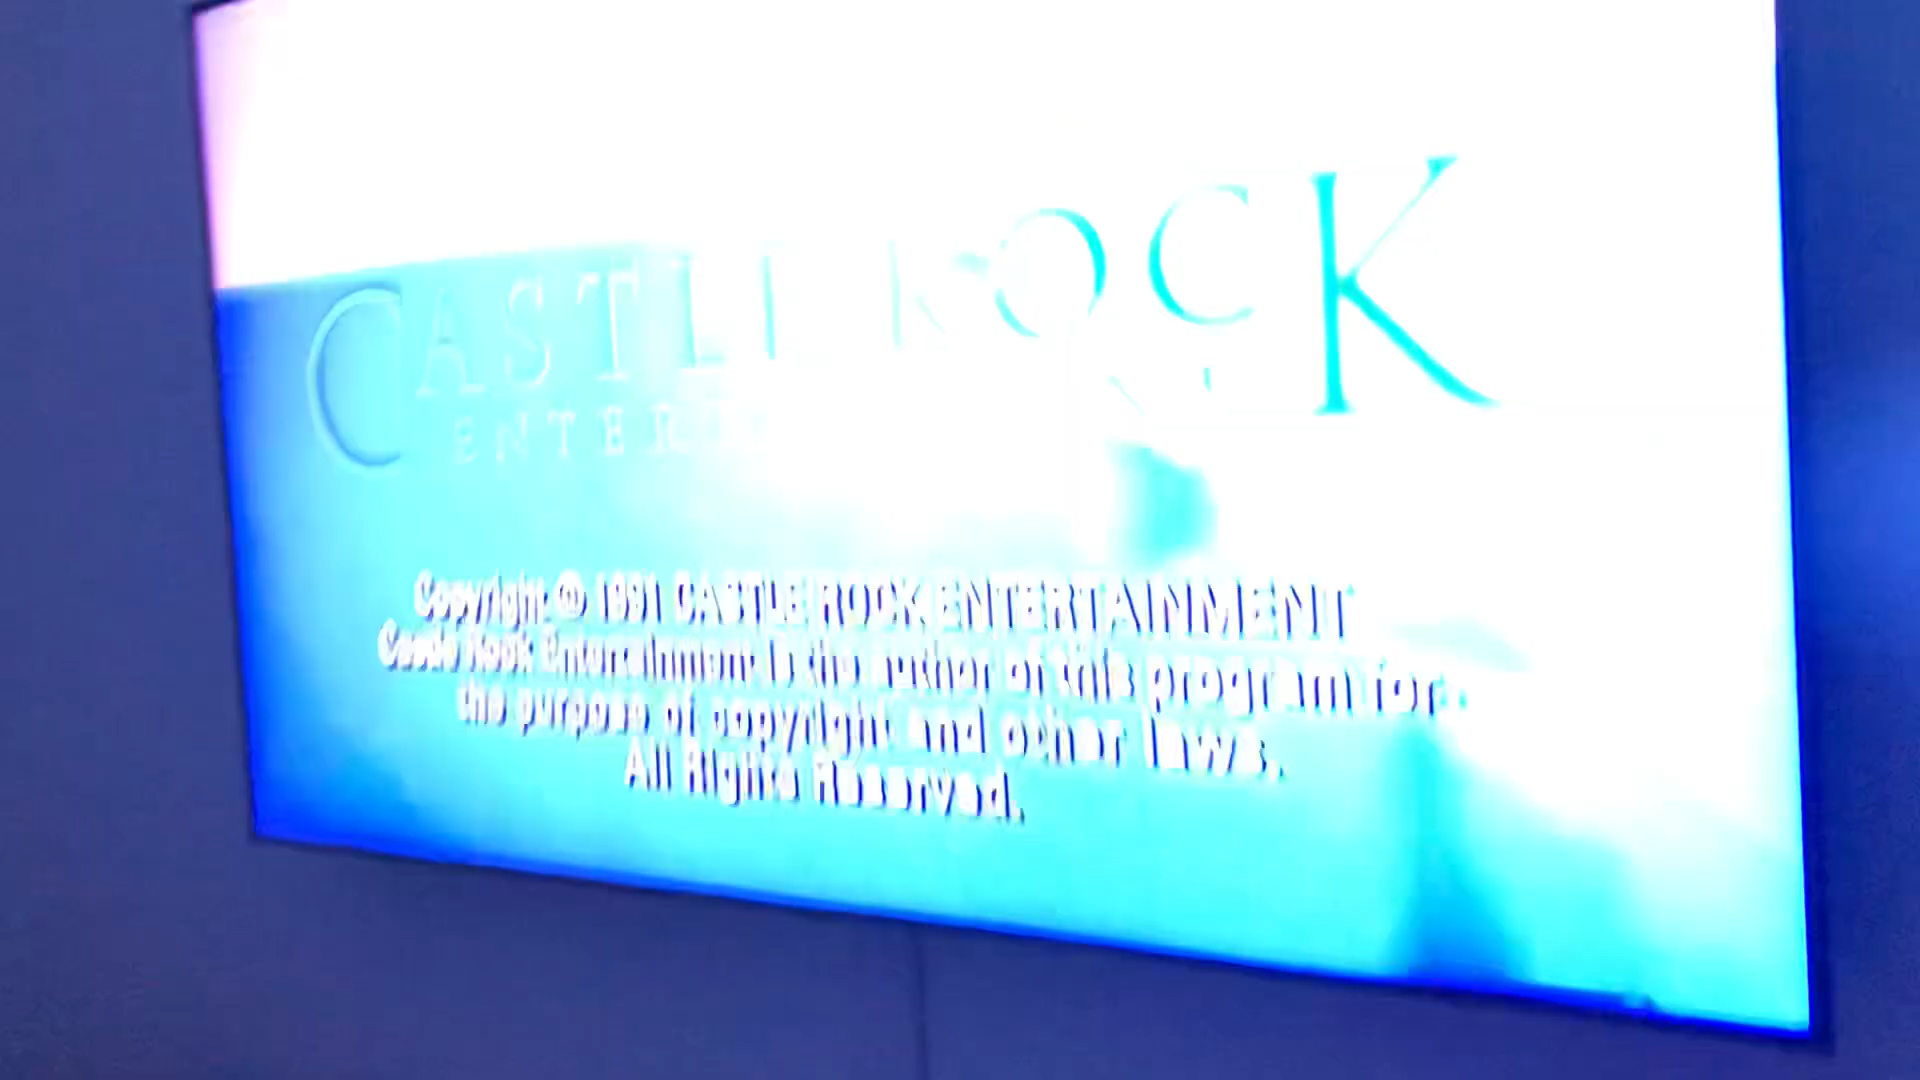 CASTLE ROCK
ENTERT
Copyright © 1991 CASTLE ROCK ENTERTAINMENT
Castle Rock Entertainment is the author of this program for
the purpose of copyright and other laws.
All Rights Reserved.